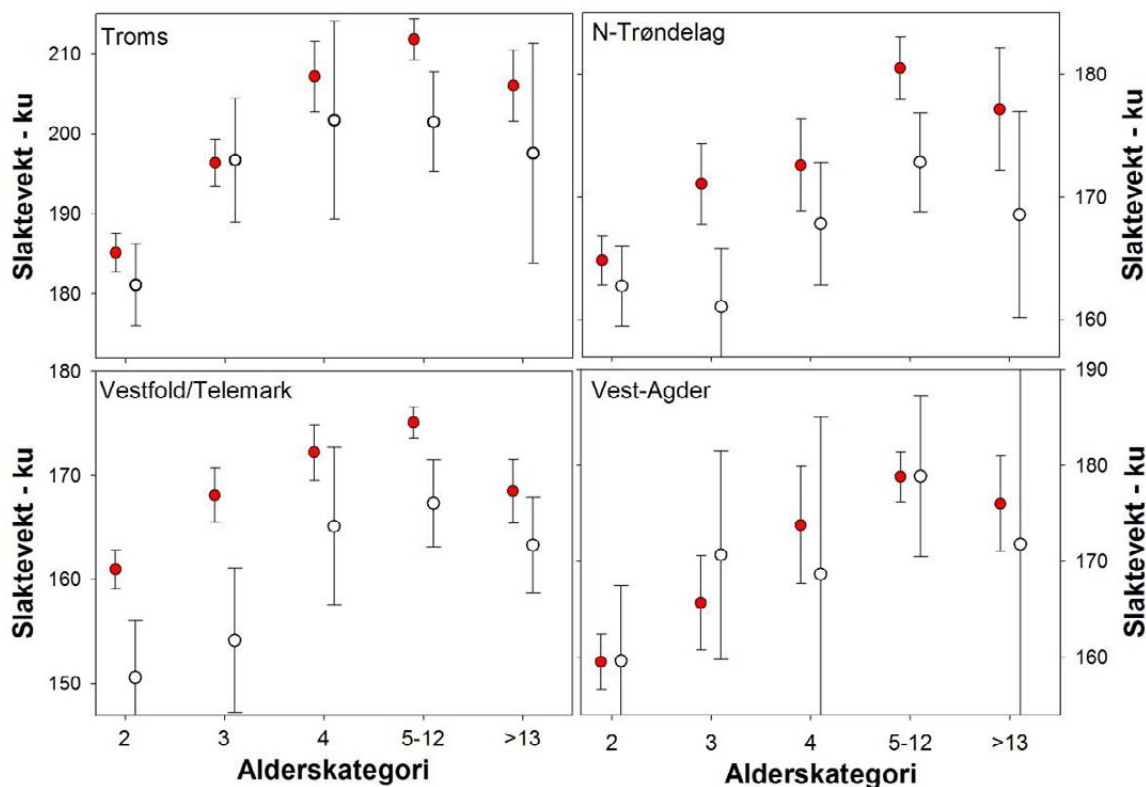 Troms
Slaktevekt - ku
210
200
190
180
N-Trøndelag
Slaktevekt - ku
180
170
160
Vestfold/Telemark
Slaktevekt - ku
180
170
160
150
2
3
4
5-12
>13
Alderskategori
Vest-Agder
Slaktevekt - ku
190
180
170
160
2
3
4
5-12
>13
Alderskategori